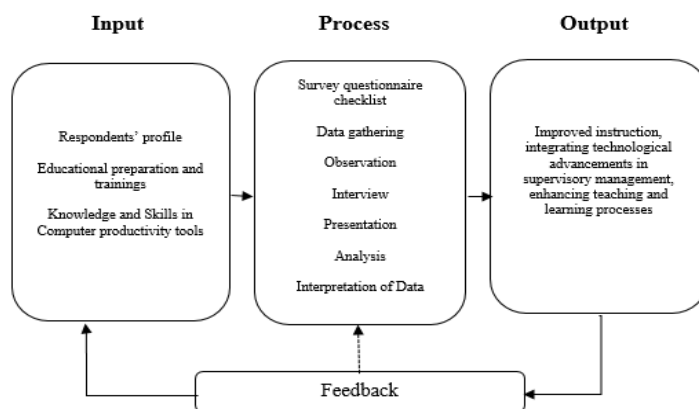 Input
Process
Output
Respondents' profile
Educational preparation and
trainings
Knowledge and Skills in
Computer productivity tools
Survey questionnaire
checklist
Data gathering
Observation
Interview
Presentation
Analysis
Interpretation of Data
Improved instruction,
integrating technological
advancements in
supervisory management,
enhancing teaching and
learning processes
Feedback